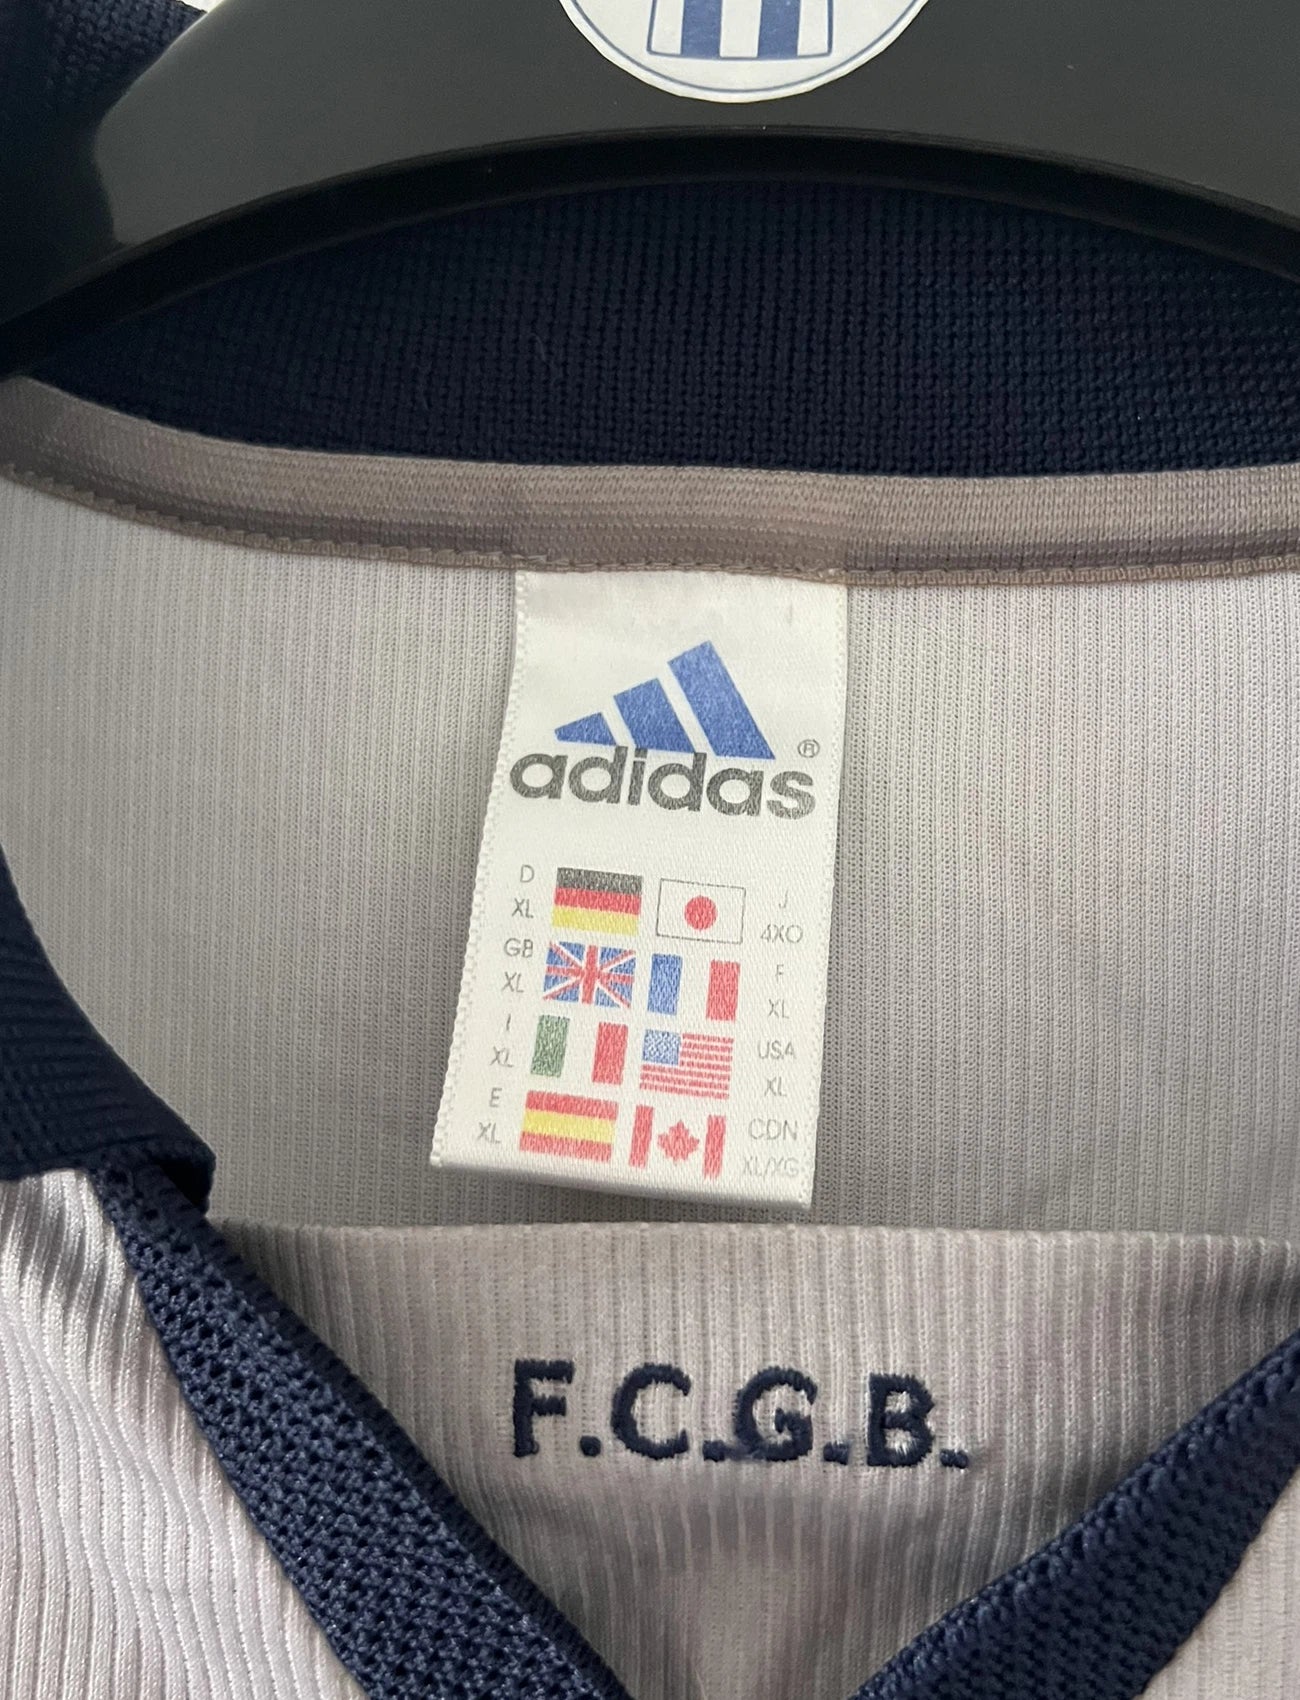 adidas ®
D J
XL 4XO
GB F
XL XL
I USA
XL XL
E CDN
XL XL/XG
F.C.G.B.